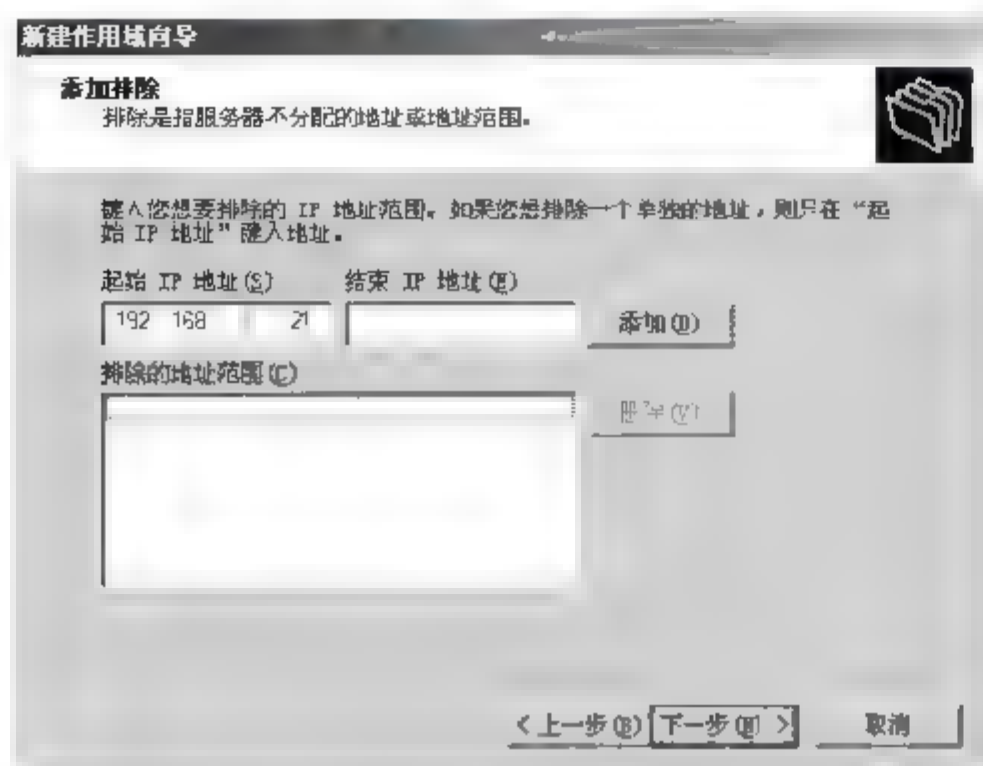 新建作用域向导
添加排除
排除是指服务器不分配的地址或地址范围。
键入您想要排除的 IP 地址范围。如果您想排除一个单独的地址，则只在“起
始 IP 地址”键入地址。
起始 IP 地址(S)
结束 IP 地址(E)
192 168 21
添加(D)
排除的地址范围(C)
<上一步(B)
下一步(N) >
取消